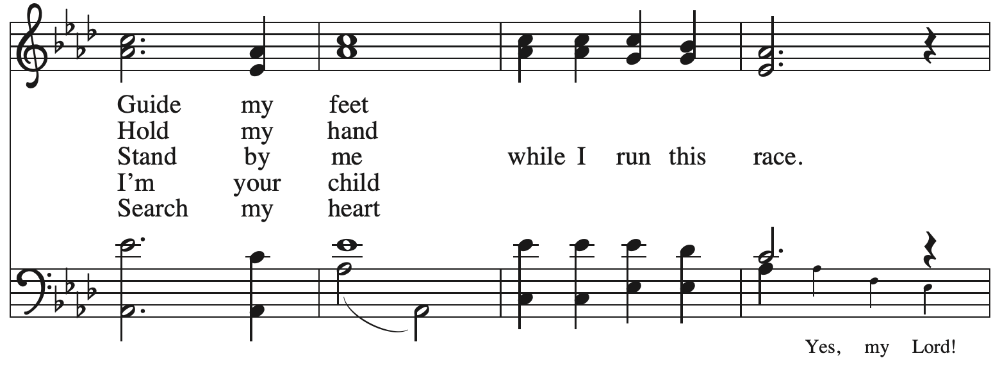 Guide my feet
Hold my hand
Stand by me while I run this race.
I’m your child
Search my heart
Yes, my Lord!